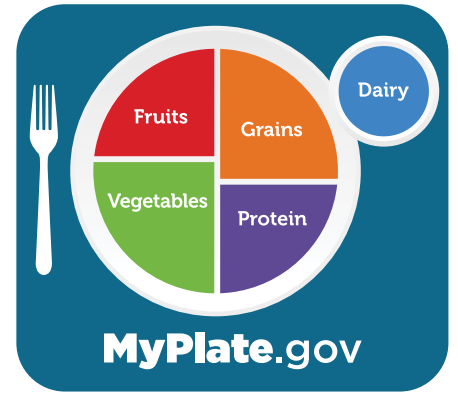 Dairy
Fruits
Grains
Vegetables
Protein
MyPlate.gov